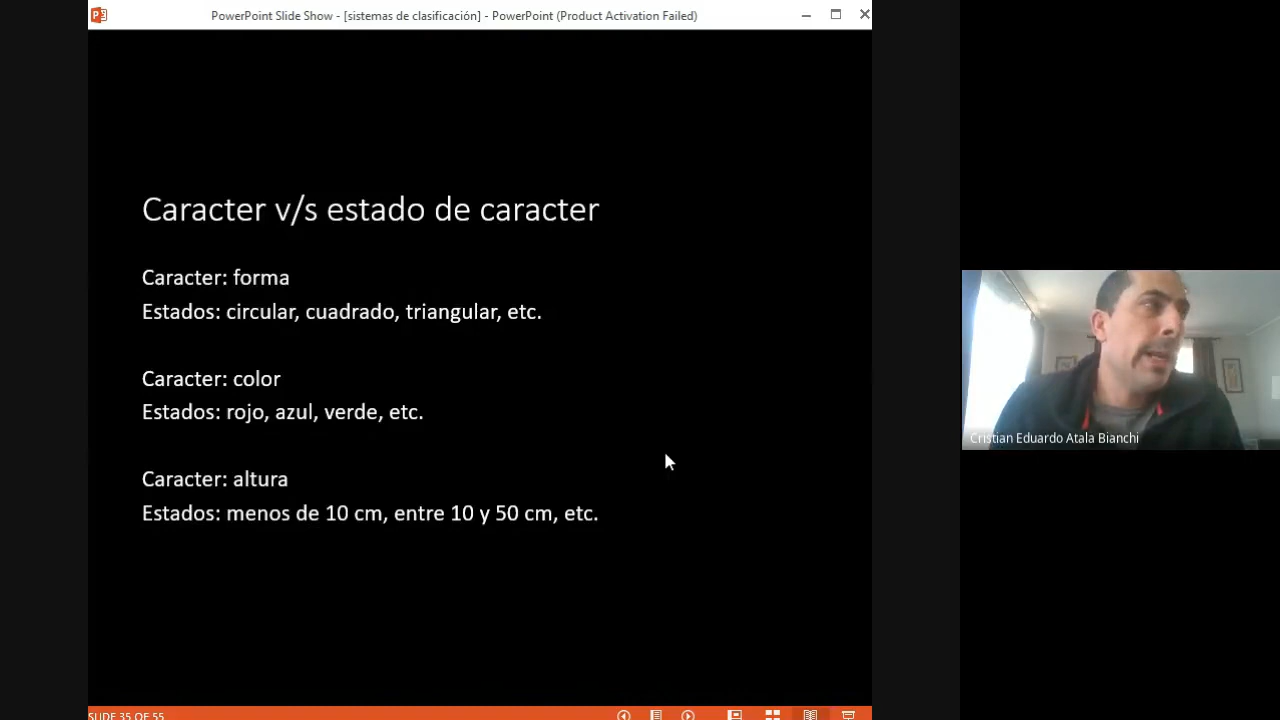 PowerPoint Slide Show - [sistemas de clasificación] - PowerPoint (Product Activation Failed)
Caracter v/s estado de caracter
Caracter: forma
Estados: circular, cuadrado, triangular, etc.
Caracter: color
Estados: rojo, azul, verde, etc.
Caracter: altura
Estados: menos de 10 cm, entre 10 y 50 cm, etc.
Cristian Eduardo Atala Bianchi
SLIDE 35 OF 55